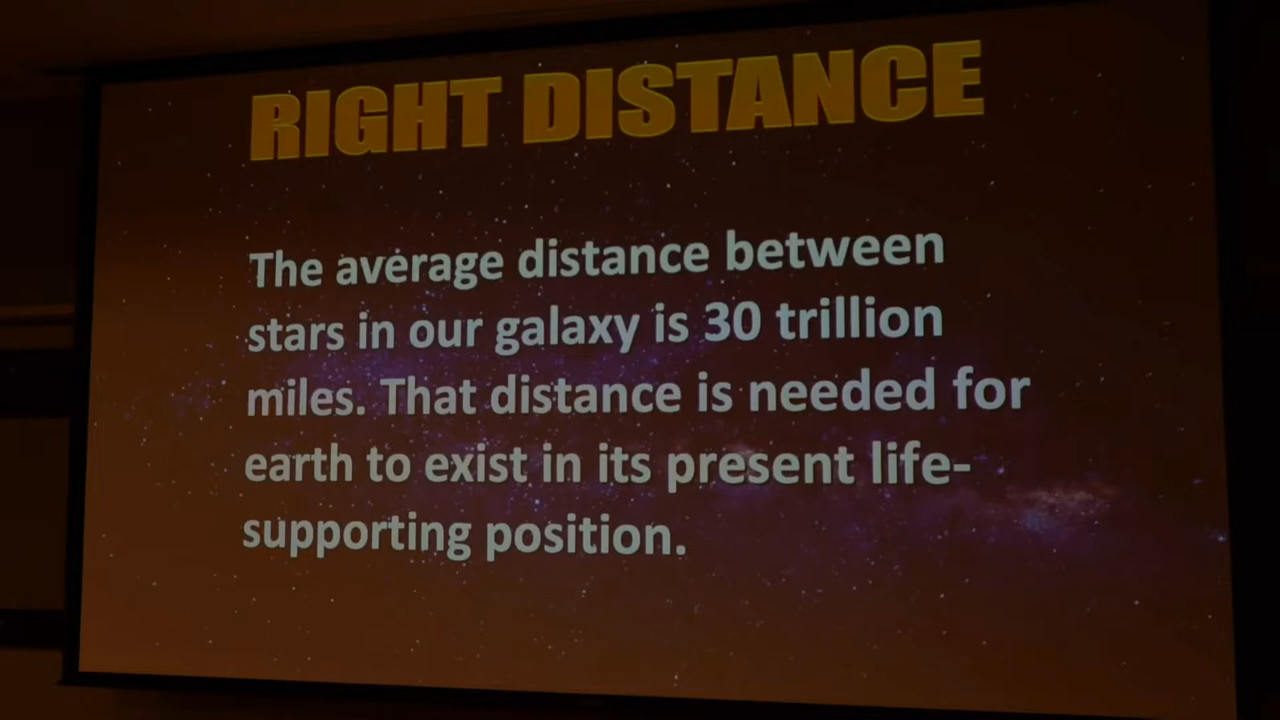 RIGHT DISTANCE
The average distance between
stars in our galaxy is 30 trillion
miles. That distance is needed for
earth to exist in its present life-
supporting position.